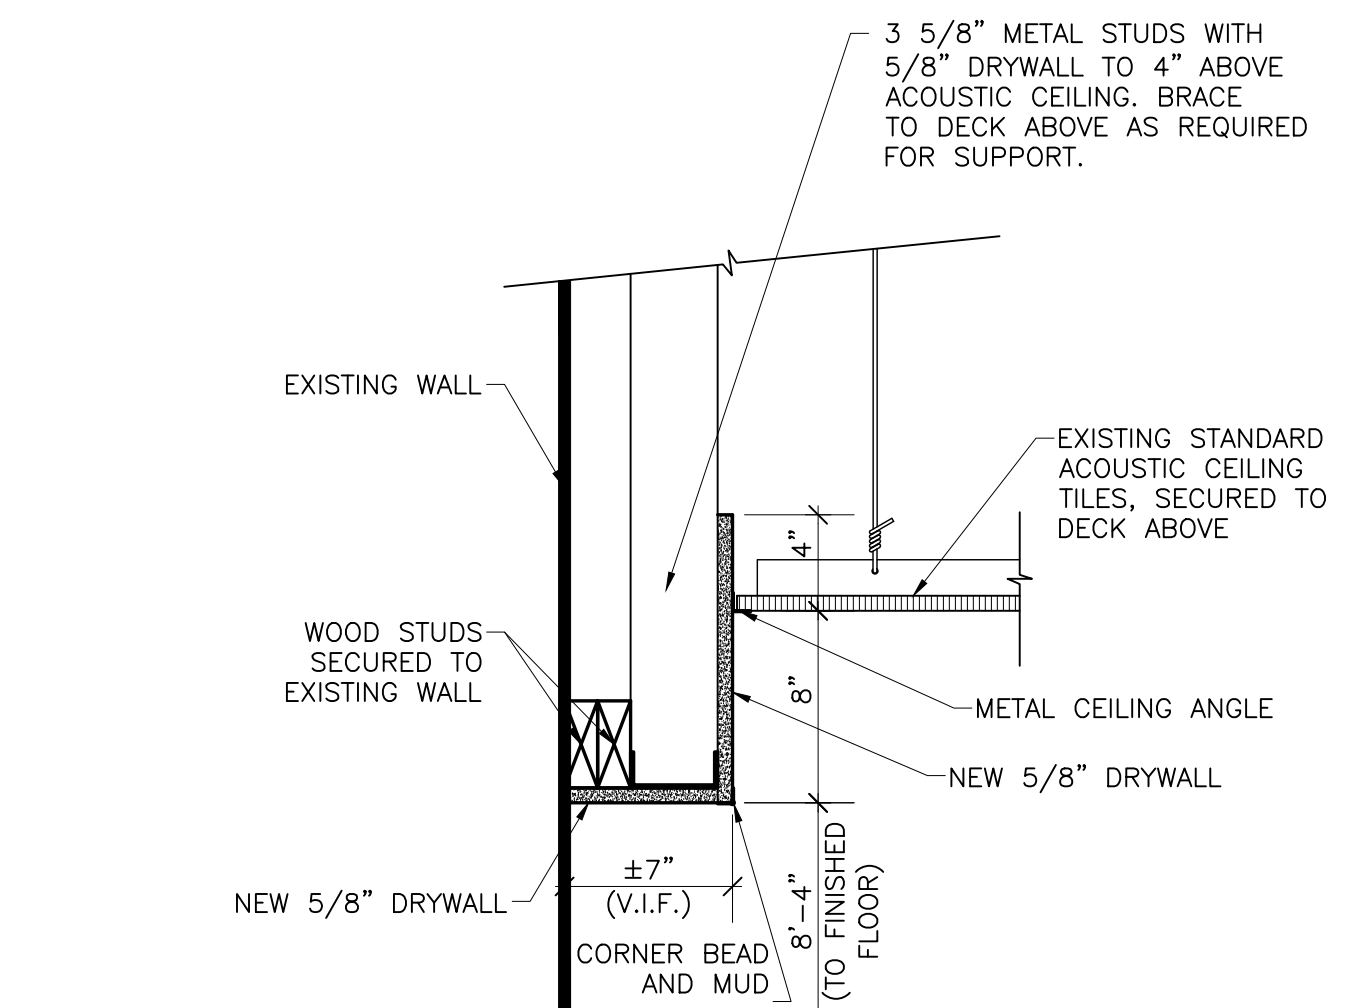 3 5/8” METAL STUDS WITH
5/8” DRYWALL TO 4” ABOVE
ACOUSTIC CEILING. BRACE
TO DECK ABOVE AS REQUIRED
FOR SUPPORT.
EXISTING WALL
EXISTING STANDARD
ACOUSTIC CEILING
TILES, SECURED TO
DECK ABOVE
4”
WOOD STUDS
SECURED TO
EXISTING WALL
8”
METAL CEILING ANGLE
NEW 5/8” DRYWALL
±7”
(V.I.F.)
NEW 5/8” DRYWALL
8’–4”
(TO FINISHED
FLOOR)
CORNER BEAD
AND MUD